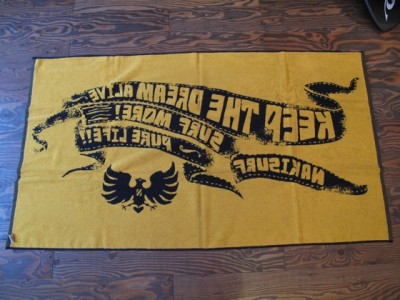 KEEP THE DREAM ALIVE
SURF MORE!
PURE LIFE!!
NAKISURF